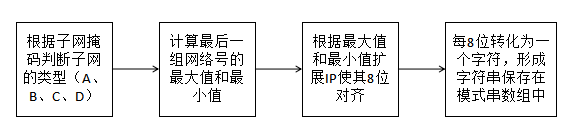 根据子网掩
码判断子网
的类型（A、
B、C、D）
计算最后一
组网络号的
最大值和最
小值
根据最大值
和最小值扩
展IP使其8位
对齐
每8位转化为一
个字符，形成
字符串保存在
模式串数组中